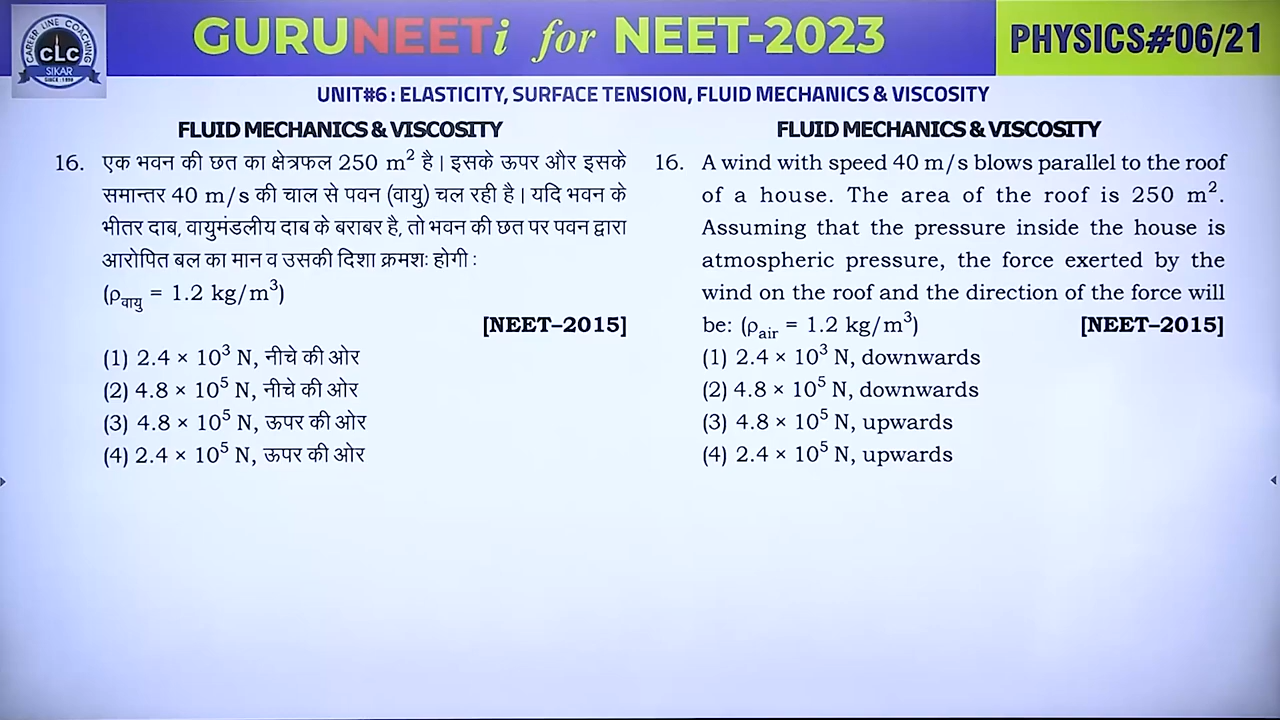 CAREER LINE COACHING
CLC
SIKAR
SINCE : 1996
GURUNEETi for NEET-2023
PHYSICS#06/21
UNIT#6 : ELASTICITY, SURFACE TENSION, FLUID MECHANICS & VISCOSITY
FLUID MECHANICS & VISCOSITY
16. एक भवन की छत का क्षेत्रफल 250 m² है। इसके ऊपर और इसके
समान्तर 40 m/s की चाल से पवन (वायु) चल रही है। यदि भवन के
भीतर दाब, वायुमंडलीय दाब के बराबर है, तो भवन की छत पर पवन द्वारा
आरोपित बल का मान व उसकी दिशा क्रमशः होगी :
(ρवायु = 1.2 kg/m³)
[NEET–2015]
(1) 2.4 × 10³ N, नीचे की ओर
(2) 4.8 × 10⁵ N, नीचे की ओर
(3) 4.8 × 10⁵ N, ऊपर की ओर
(4) 2.4 × 10⁵ N, ऊपर की ओर
FLUID MECHANICS & VISCOSITY
16. A wind with speed 40 m/s blows parallel to the roof
of a house. The area of the roof is 250 m².
Assuming that the pressure inside the house is
atmospheric pressure, the force exerted by the
wind on the roof and the direction of the force will
be: (ρair = 1.2 kg/m³) [NEET–2015]
(1) 2.4 × 10³ N, downwards
(2) 4.8 × 10⁵ N, downwards
(3) 4.8 × 10⁵ N, upwards
(4) 2.4 × 10⁵ N, upwards